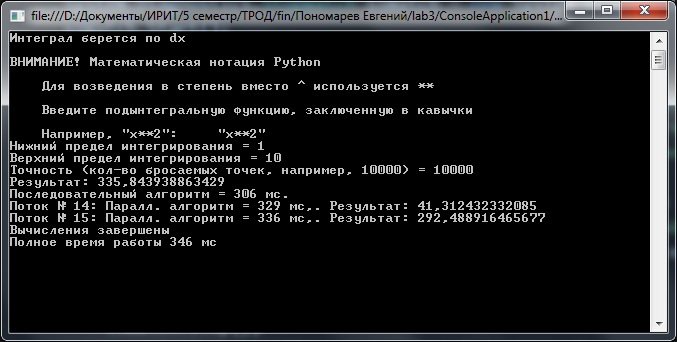 file:///D:/Документы/ИРИТ/5 семестр/ТРОД/fin/Пономарев Евгений/lab3/ConsoleApplication1/...
Интеграл берется по dx
ВНИМАНИЕ! Математическая нотация Python
Для возведения в степень вместо ^ используется **
Введите подынтегральную функцию, заключенную в кавычки
Например, "x**2": "x**2"
Нижний предел интегрирования = 1
Верхний предел интегрирования = 10
Точность (кол-во бросаемых точек, например, 10000) = 10000
Результат: 335,843938863429
Последовательный алгоритм = 306 мс.
Поток № 14: Паралл. алгоритм = 329 мс,. Результат: 41,312432332085
Поток № 15: Паралл. алгоритм = 336 мс,. Результат: 292,488916465677
Вычисления завершены
Полное время работы 346 мс